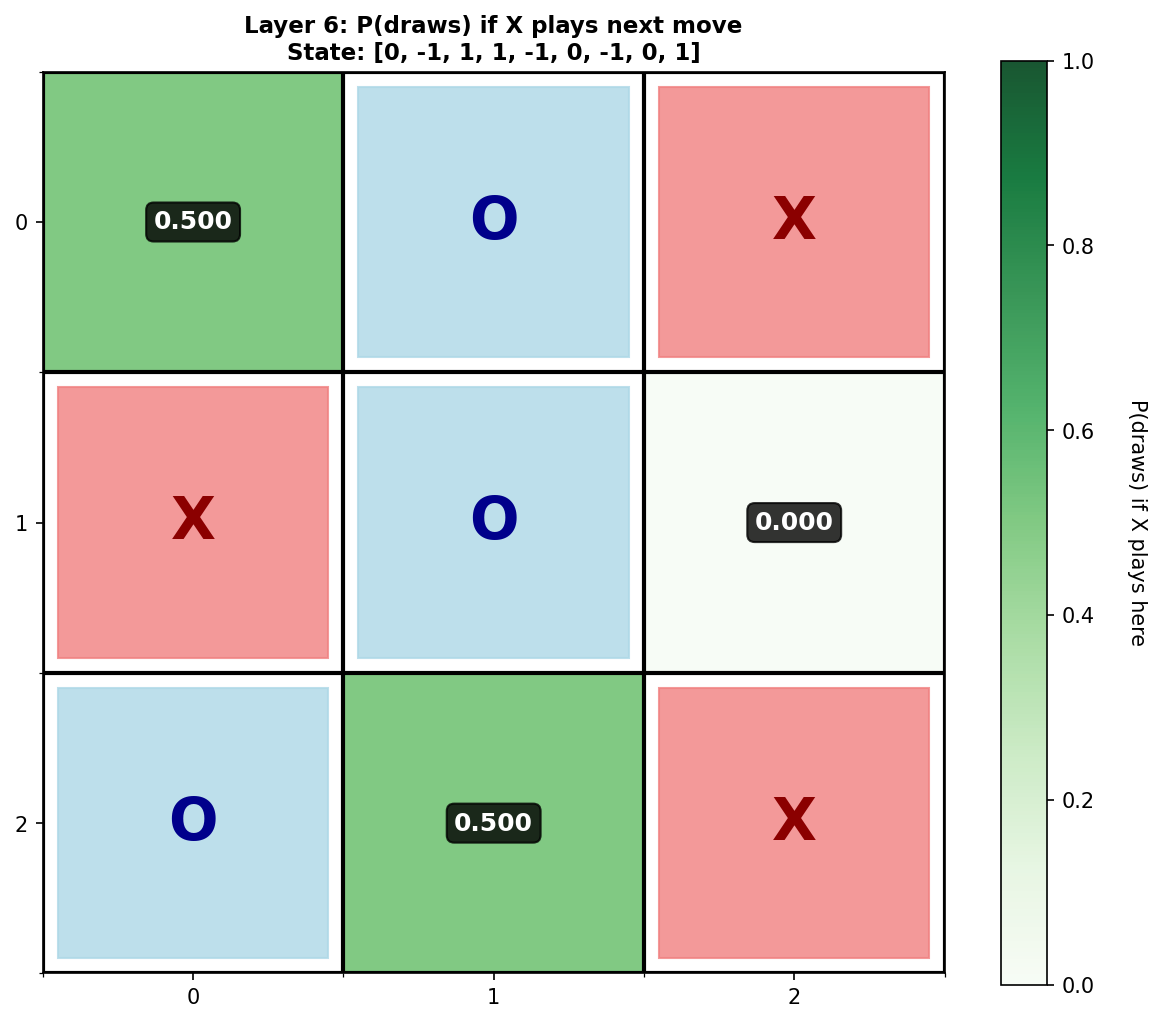 Layer 6: P(draws) if X plays next move
State: [0, -1, 1, 1, -1, 0, -1, 0, 1]
0
0.500
O
X
1
X
O
0.000
2
O
0.500
X
0
1
2
1.0
0.8
0.6
0.4
0.2
0.0
P(draws) if X plays here